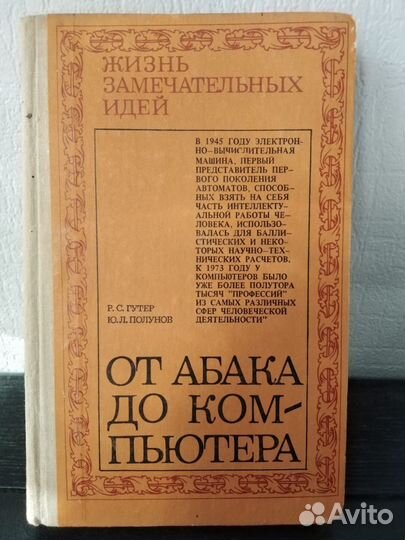 ЖИЗНЬ
ЗАМЕЧАТЕЛЬНЫХ
ИДЕЙ
В 1945 ГОДУ ЭЛЕКТРОН-
НО-ВЫЧИСЛИТЕЛЬНАЯ
МАШИНА, ПЕРВЫЙ
ПРЕДСТАВИТЕЛЬ ПЕР-
ВОГО ПОКОЛЕНИЯ
АВТОМАТОВ, СПОСОБ-
НЫХ ВЗЯТЬ НА СЕБЯ
ЧАСТЬ ИНТЕЛЛЕКТУ-
АЛЬНОЙ РАБОТЫ ЧЕ-
ЛОВЕКА, ИСПОЛЬЗО-
ВАЛАСЬ ДЛЯ БАЛЛИ-
СТИЧЕСКИХ И НЕКО-
ТОРЫХ НАУЧНО-ТЕХ-
НИЧЕСКИХ РАСЧЕТОВ.
К 1973 ГОДУ У
КОМПЬЮТЕРОВ БЫЛО
УЖЕ БОЛЕЕ ПОЛУТОРА
ТЫСЯЧ "ПРОФЕССИЙ"
ИЗ САМЫХ РАЗЛИЧНЫХ
СФЕР ЧЕЛОВЕЧЕСКОЙ
ДЕЯТЕЛЬНОСТИ"
Р. С. ГУТЕР
Ю. Л. ПОЛУНОВ
ОТ АБАКА
ДО КОМ-
ПЬЮТЕРА
Avito